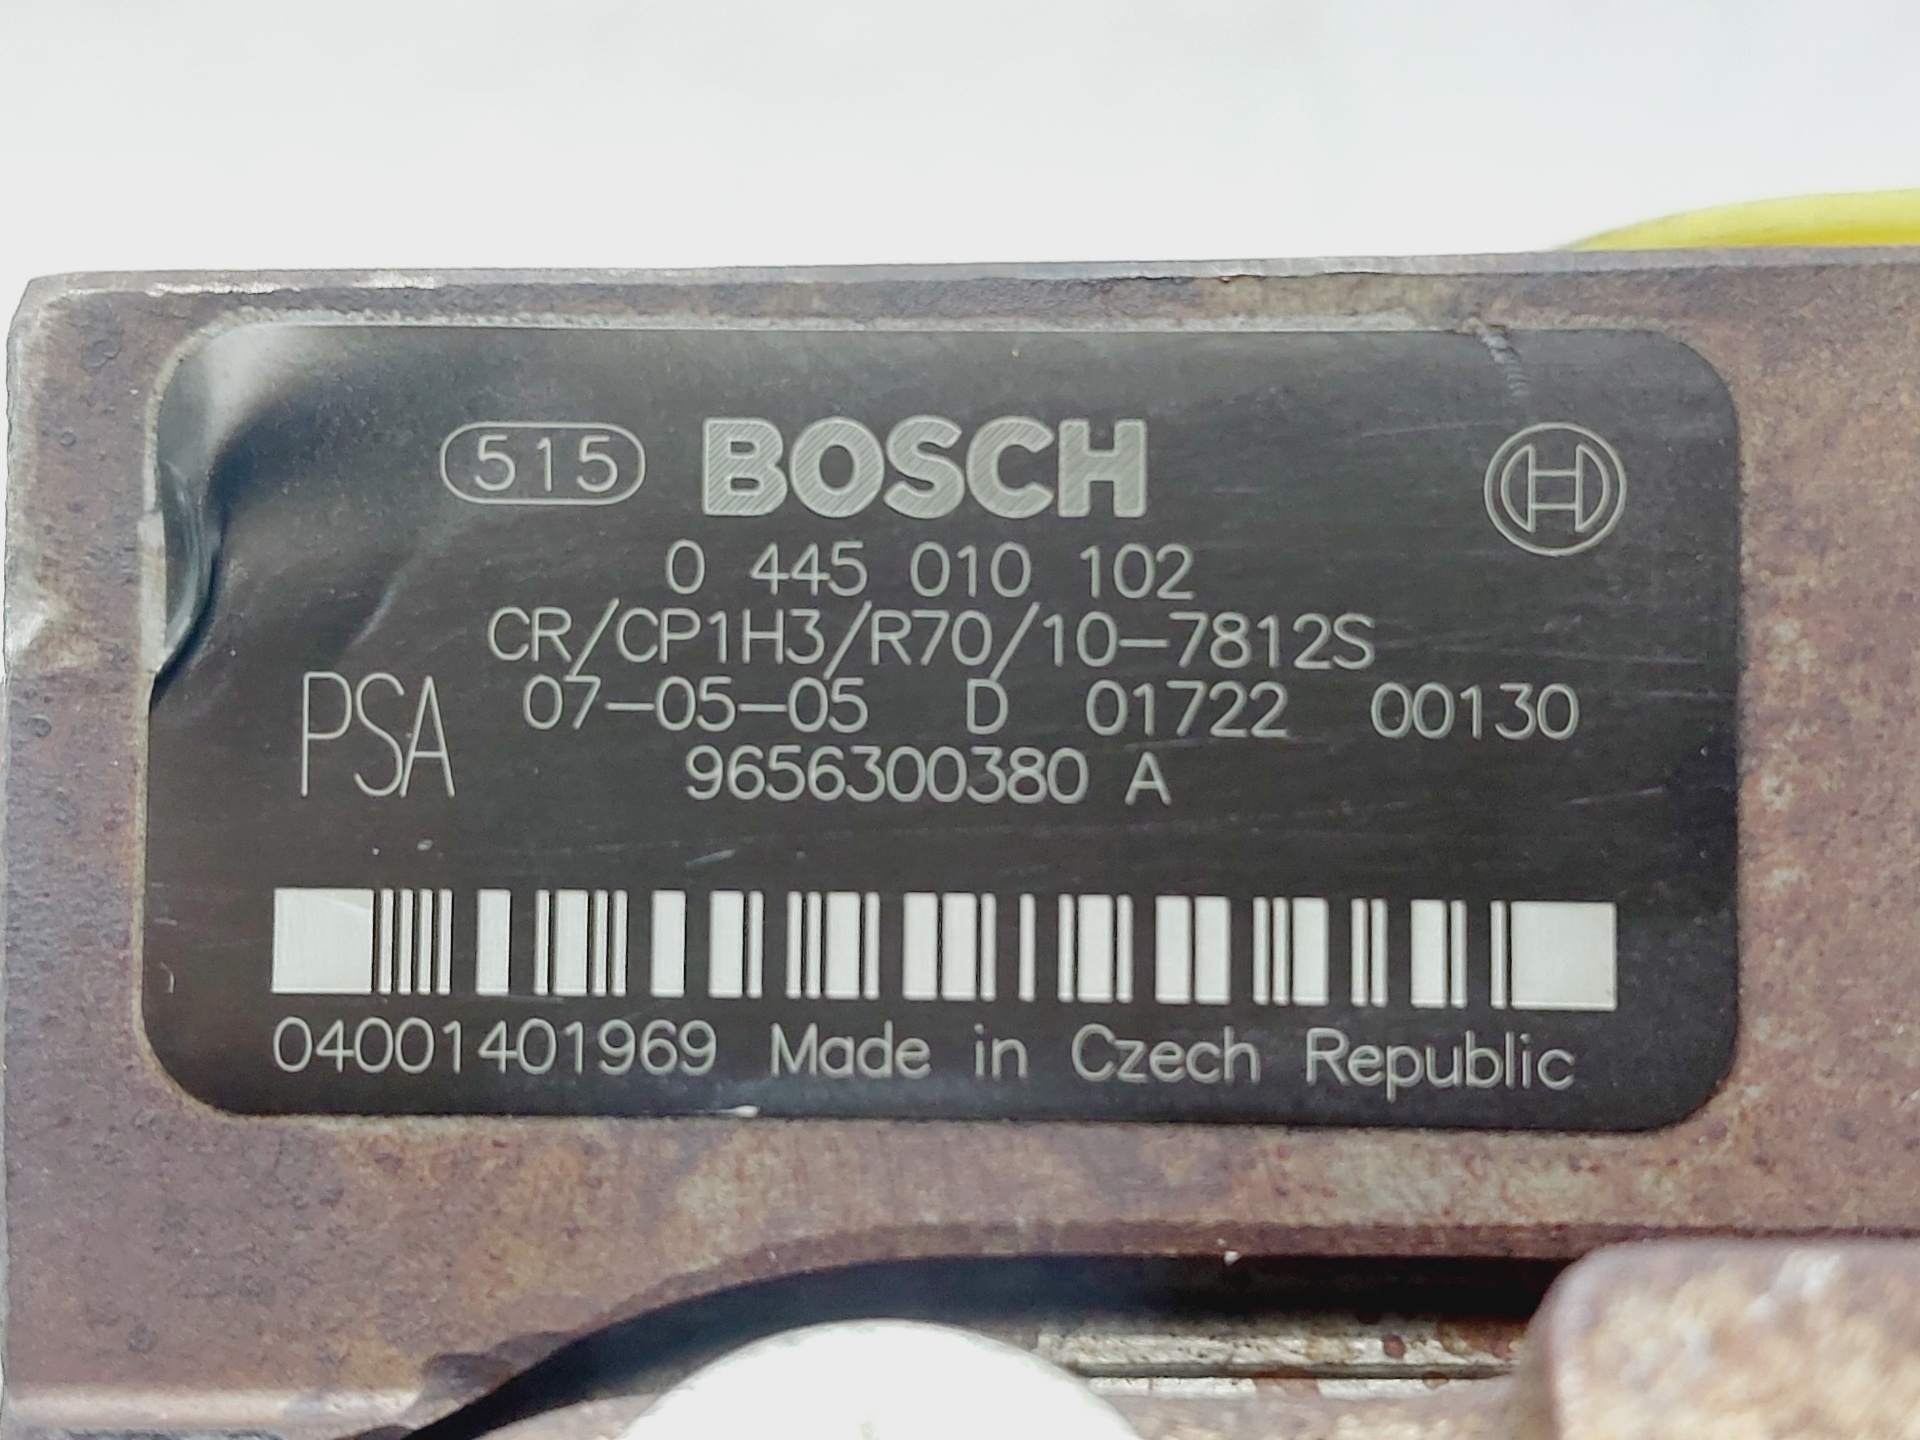 515 BOSCH
0 445 010 102
CR/CP1H3/R70/10-7812S
PSA 07-05-05 D 01722 00130
9656300380 A
04001401969 Made in Czech Republic